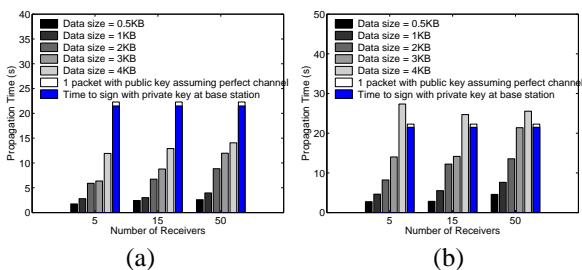 40
35
30
25
20
15
10
5
0
Propagation Time (s)
Data size = 0.5KB
Data size = 1KB
Data size = 2KB
Data size = 3KB
Data size = 4KB
1 packet with public key assuming perfect channel
Time to sign with private key at base station
5 15 50
Number of Receivers
(a)
50
40
30
20
10
0
Propagation Time (s)
Data size = 0.5KB
Data size = 1KB
Data size = 2KB
Data size = 3KB
Data size = 4KB
1 packet with public key assuming perfect channel
Time to sign with private key at base station
5 15 50
Number of Receivers
(b)